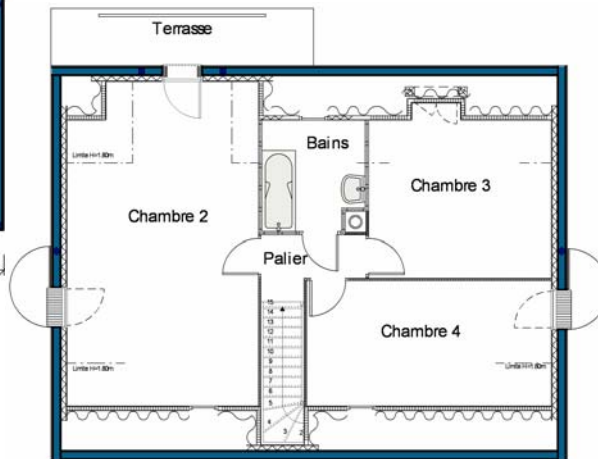 Terrasse
Bains
Limite H=1.80m
Chambre 3
Chambre 2
Palier
15
14
13
12
11
10
9
8
7
6
5
4
3
2
Chambre 4
Limite H=1.80m
Limite H=1.80m